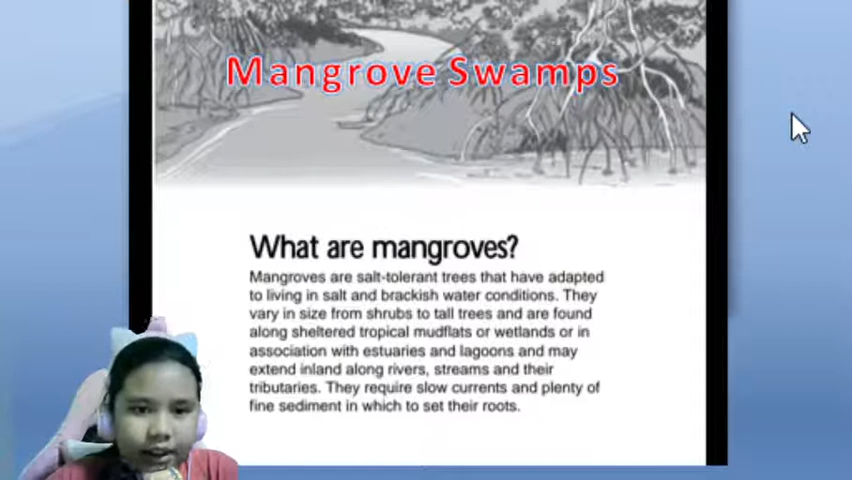 Mangrove Swamps
What are mangroves?
Mangroves are salt-tolerant trees that have adapted
to living in salt and brackish water conditions. They
vary in size from shrubs to tall trees and are found
along sheltered tropical mudflats or wetlands or in
association with estuaries and lagoons and may
extend inland along rivers, streams and their
tributaries. They require slow currents and plenty of
fine sediment in which to set their roots.